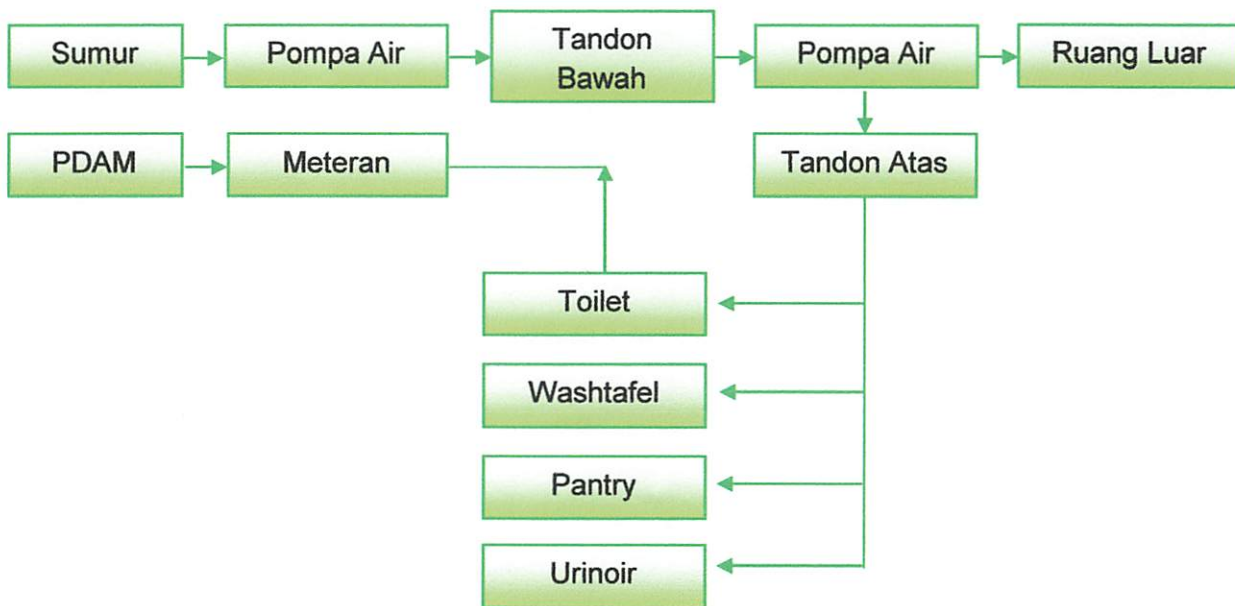 Sumur
Pompa Air
Tandon
Bawah
Pompa Air
Ruang Luar
PDAM
Meteran
Tandon Atas
Toilet
Washtafel
Pantry
Urinoir